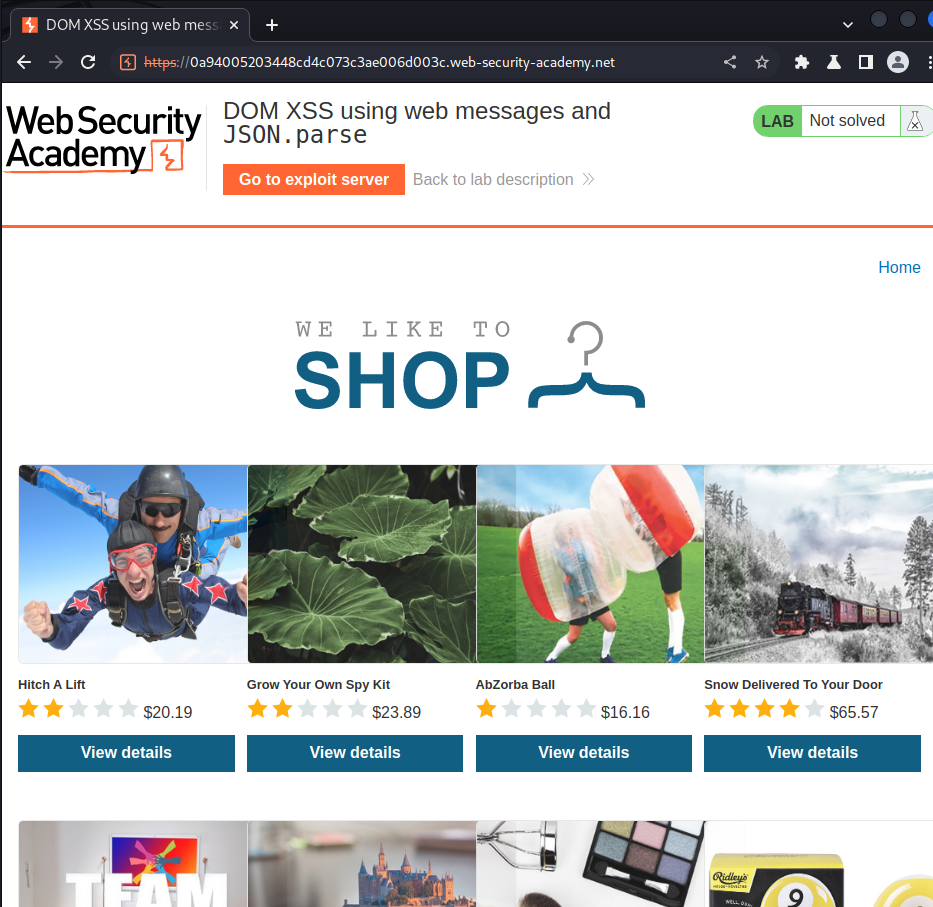 DOM XSS using web mess
https://0a94005203448cd4c073c3ae006d003c.web-security-academy.net
Web Security
Academy
DOM XSS using web messages and
JSON.parse
LAB Not solved
Go to exploit server Back to lab description
Home
WE LIKE TO
SHOP
Hitch A Lift Grow Your Own Spy Kit AbZorba Ball Snow Delivered To Your Door
$20.19 $23.89 $16.16 $65.57
View details View details View details View details
TEAM
Ridley's
9